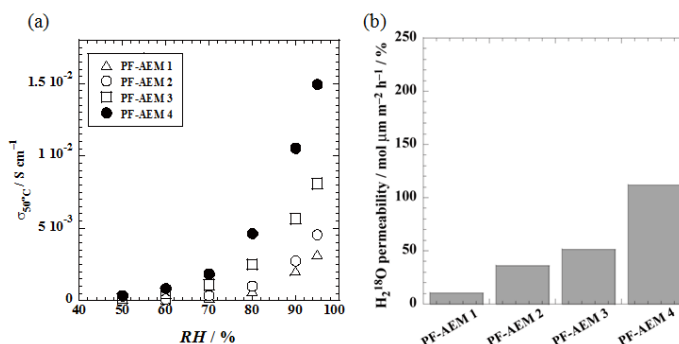 (a)
(b)
1.5 10⁻²
1 10⁻²
5 10⁻³
0
σ50°C / S cm⁻¹
PF-AEM 1
PF-AEM 2
PF-AEM 3
PF-AEM 4
40 50 60 70 80 90 100
RH / %
250
200
150
100
50
0
H₂¹⁸O permeability / mol μm m⁻² h⁻¹ / %
PF-AEM 1
PF-AEM 2
PF-AEM 3
PF-AEM 4